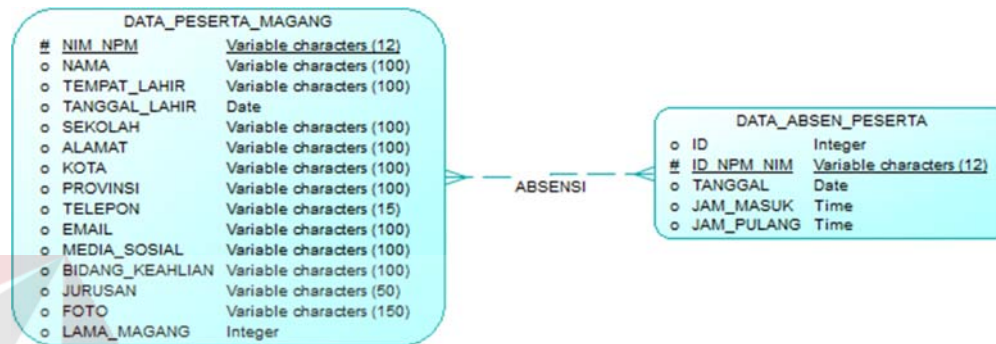 DATA_PESERTA_MAGANG
# NIM_NPM Variable characters (12)
o NAMA Variable characters (100)
o TEMPAT_LAHIR Variable characters (100)
o TANGGAL_LAHIR Date
o SEKOLAH Variable characters (100)
o ALAMAT Variable characters (100)
o KOTA Variable characters (100)
o PROVINSI Variable characters (100)
o TELEPON Variable characters (15)
o EMAIL Variable characters (100)
o MEDIA_SOSIAL Variable characters (100)
o BIDANG_KEAHLIAN Variable characters (100)
o JURUSAN Variable characters (50)
o FOTO Variable characters (150)
o LAMA_MAGANG Integer
ABSENSI
DATA_ABSEN_PESERTA
o ID Integer
# ID_NPM_NIM Variable characters (12)
o TANGGAL Date
o JAM_MASUK Time
o JAM_PULANG Time